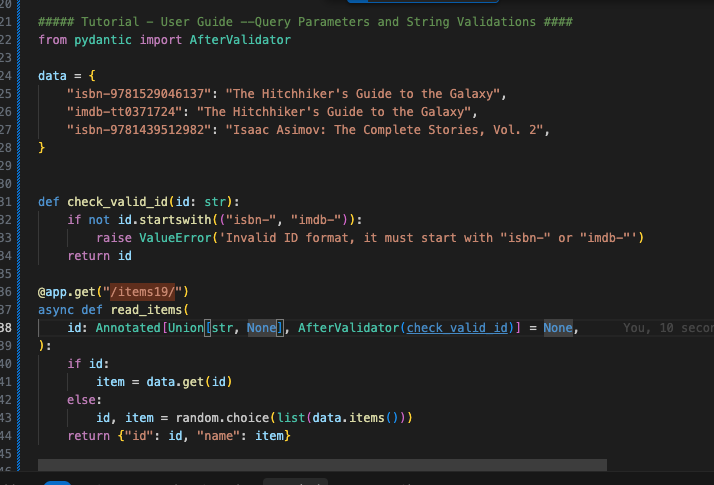 20
21 ##### Tutorial - User Guide --Query Parameters and String Validations ####
22 from pydantic import AfterValidator
23
24 data = {
25     "isbn-9781529046137": "The Hitchhiker's Guide to the Galaxy",
26     "imdb-tt0371724": "The Hitchhiker's Guide to the Galaxy",
27     "isbn-9781439512982": "Isaac Asimov: The Complete Stories, Vol. 2",
28 }
29
30
31 def check_valid_id(id: str):
32     if not id.startswith(("isbn-", "imdb-")):
33         raise ValueError('Invalid ID format, it must start with "isbn-" or "imdb-"')
34     return id
35
36 @app.get("/items19/")
37 async def read_items(
38     id: Annotated[Union[str, None], AfterValidator(check_valid_id)] = None,     You, 10 secon
39 ):
40     if id:
41         item = data.get(id)
42     else:
43         id, item = random.choice(list(data.items()))
44     return {"id": id, "name": item}
45
46